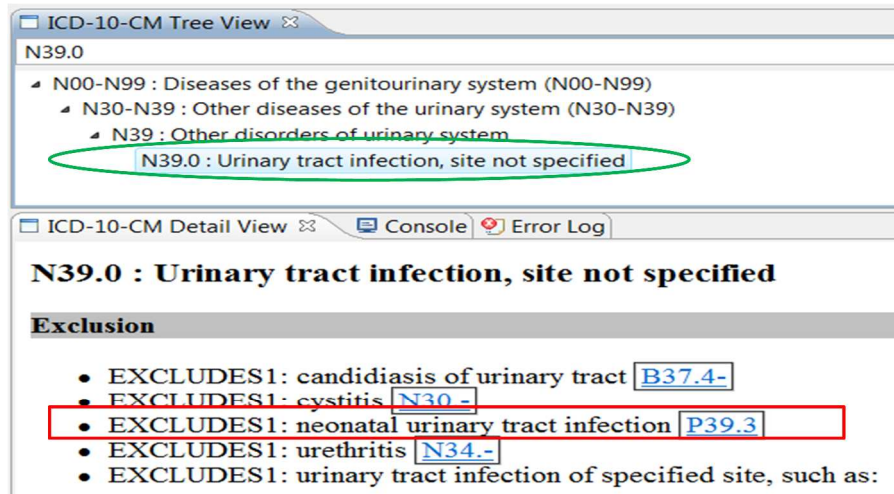 ICD-10-CM Tree View
N39.0
N00-N99 : Diseases of the genitourinary system (N00-N99)
N30-N39 : Other diseases of the urinary system (N30-N39)
N39 : Other disorders of urinary system
N39.0 : Urinary tract infection, site not specified
ICD-10-CM Detail View Console Error Log
N39.0 : Urinary tract infection, site not specified
Exclusion
• EXCLUDES1: candidiasis of urinary tract B37.4-
• EXCLUDES1: cystitis N30.-
• EXCLUDES1: neonatal urinary tract infection P39.3
• EXCLUDES1: urethritis N34.-
• EXCLUDES1: urinary tract infection of specified site, such as: